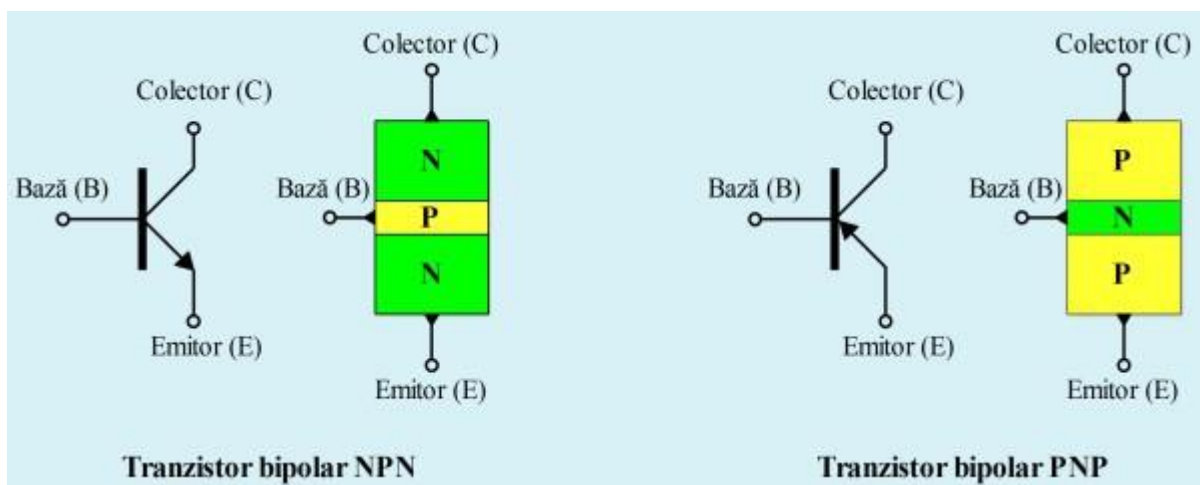 Colector (C)
Colector (C)
Bază (B)
Bază (B)
N
P
N
Emitor (E)
Emitor (E)
Tranzistor bipolar NPN
Colector (C)
Colector (C)
Bază (B)
Bază (B)
P
N
P
Emitor (E)
Emitor (E)
Tranzistor bipolar PNP